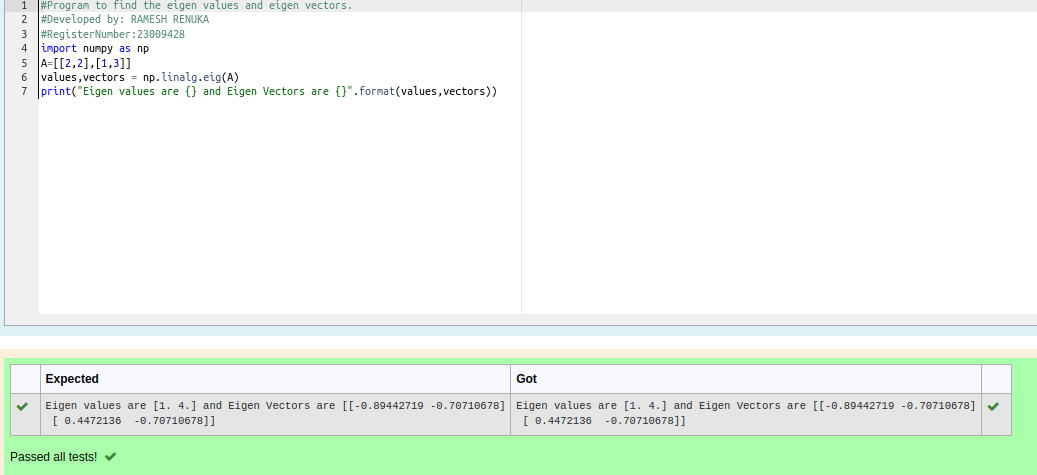 1 #Program to find the eigen values and eigen vectors.
2 #Developed by: RAMESH RENUKA
3 #RegisterNumber:23009428
4 import numpy as np
5 A=[[2,2],[1,3]]
6 values,vectors = np.linalg.eig(A)
7 print("Eigen values are {} and Eigen Vectors are {}".format(values,vectors))
Expected Got
Eigen values are [1. 4.] and Eigen Vectors are [[-0.89442719 -0.70710678] Eigen values are [1. 4.] and Eigen Vectors are [[-0.89442719 -0.70710678]
[ 0.4472136 -0.70710678]] [ 0.4472136 -0.70710678]]
Passed all tests!